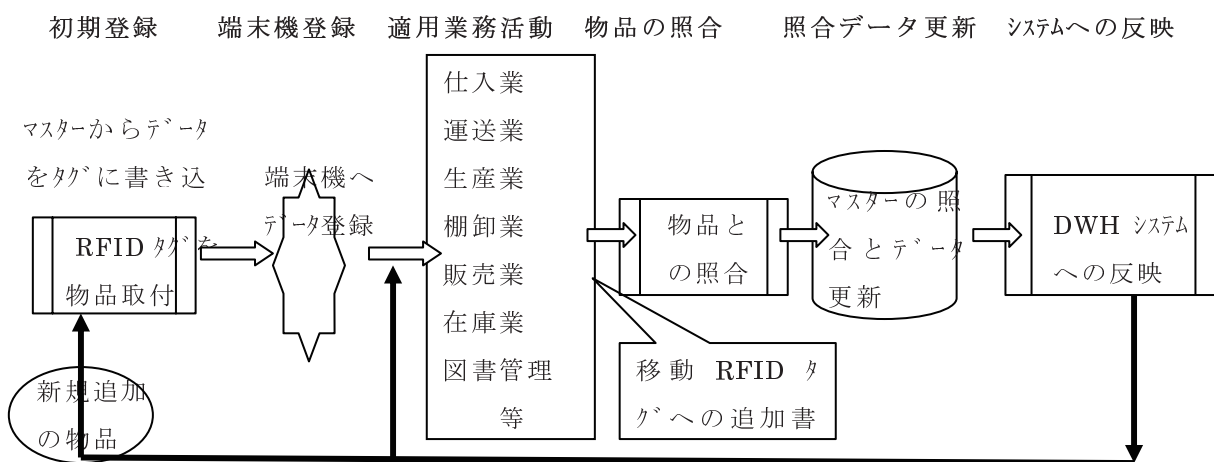 初期登録 端末機登録 適用業務活動 物品の照合 照合データ更新 ｼｽﾃﾑへの反映
ﾏｽﾀｰからﾃﾞｰﾀ
をﾀｸﾞに書き込
RFID ﾀｸﾞを
物品取付
端末機へ
ﾃﾞｰﾀ登録
仕入業
運送業
生産業
棚卸業
販売業
在庫業
図書管理
等
物品と
の照合
ﾏｽﾀｰの照
合とデータ
更新
DWH ｼｽﾃﾑ
への反映
移動 RFID ﾀ
ｸﾞへの追加書
新規追加
の物品